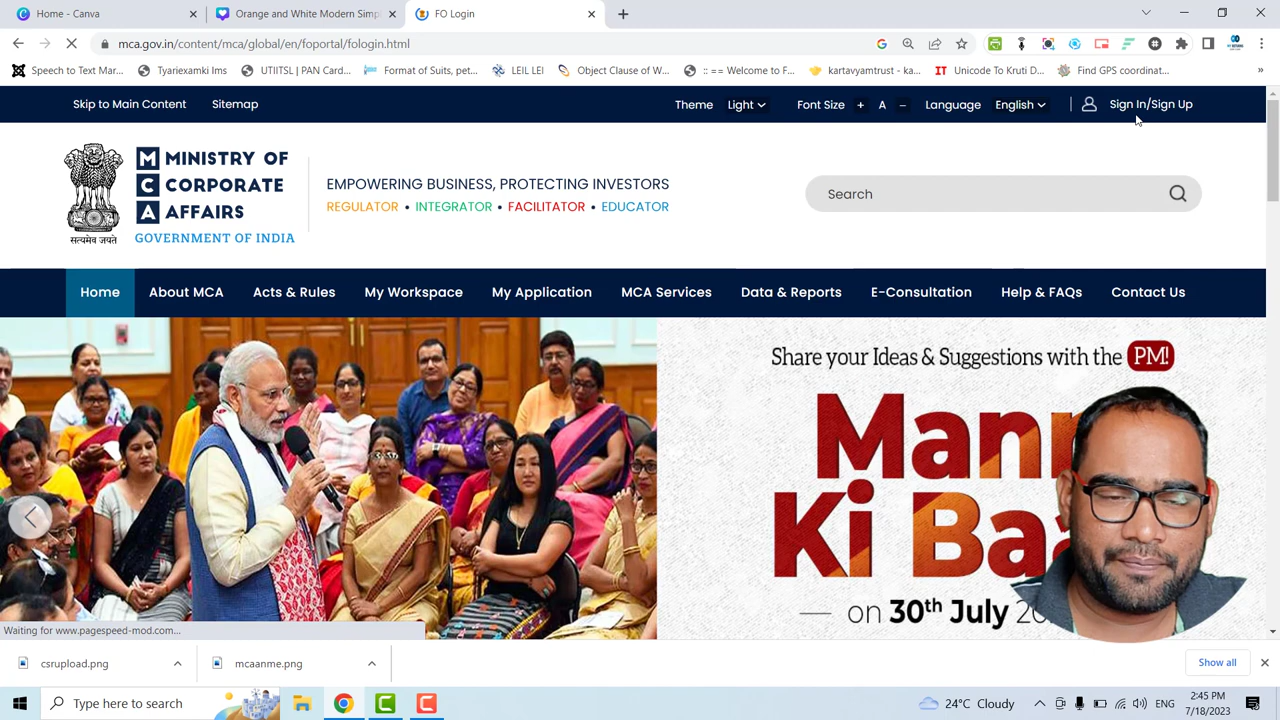 Home - Canva
Orange and White Modern Simpl
FO Login
mca.gov.in/content/mca/global/en/foportal/fologin.html
Speech to Text Mar...
Tyariexamki lms
UTIITSL | PAN Card...
Format of Suits, pet...
LEIL LEI
Object Clause of W...
:: == Welcome to F...
kartavyamtrust - ka...
Unicode To Kruti D...
Find GPS coordinat...
Skip to Main Content
Sitemap
Theme
Light
Font Size + A –
Language
English
Sign In/Sign Up
MINISTRY OF
CORPORATE
AFFAIRS
GOVERNMENT OF INDIA
सत्यमेव जयते
EMPOWERING BUSINESS, PROTECTING INVESTORS
REGULATOR • INTEGRATOR • FACILITATOR • EDUCATOR
Search
Home
About MCA
Acts & Rules
My Workspace
My Application
MCA Services
Data & Reports
E-Consultation
Help & FAQs
Contact Us
Share your Ideas & Suggestions with the PM!
Mann
Ki Baa
on 30th July 20
Waiting for www.pagespeed-mod.com...
csrupload.png
mcaanme.png
Show all
Type here to search
24°C Cloudy
ENG
2:45 PM
7/18/2023